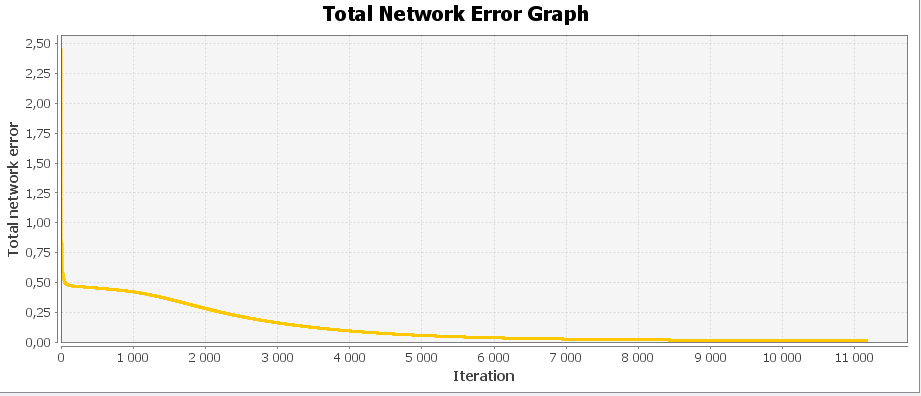 Total Network Error Graph
Total network error
2,50
2,25
2,00
1,75
1,50
1,25
1,00
0,75
0,50
0,25
0,00
0 1 000 2 000 3 000 4 000 5 000 6 000 7 000 8 000 9 000 10 000 11 000
Iteration